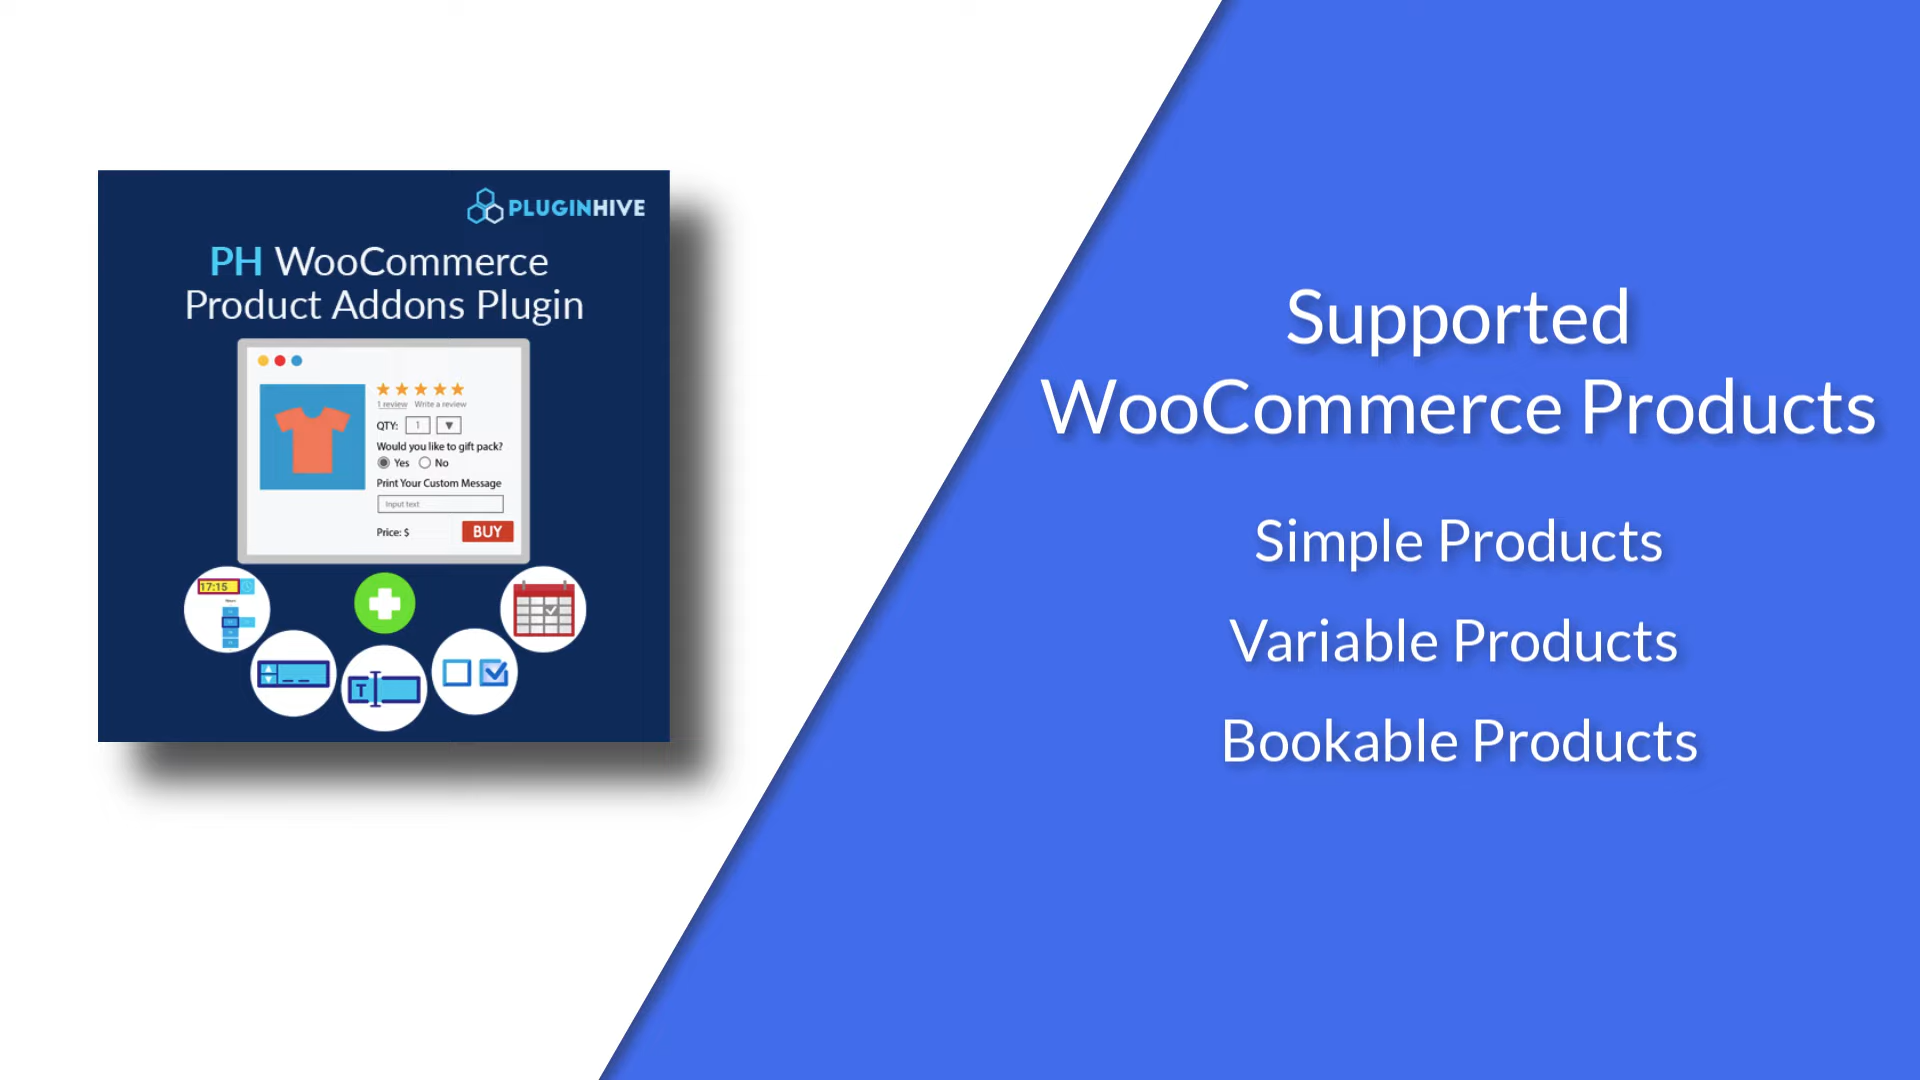 PLUGINHIVE
PH WooCommerce
Product Addons Plugin
1 review Write a review
QTY: 1
Would you like to gift pack?
Yes No
Print Your Custom Message
Input text
Price: $ BUY
17:15
T
Supported
WooCommerce Products
Simple Products
Variable Products
Bookable Products